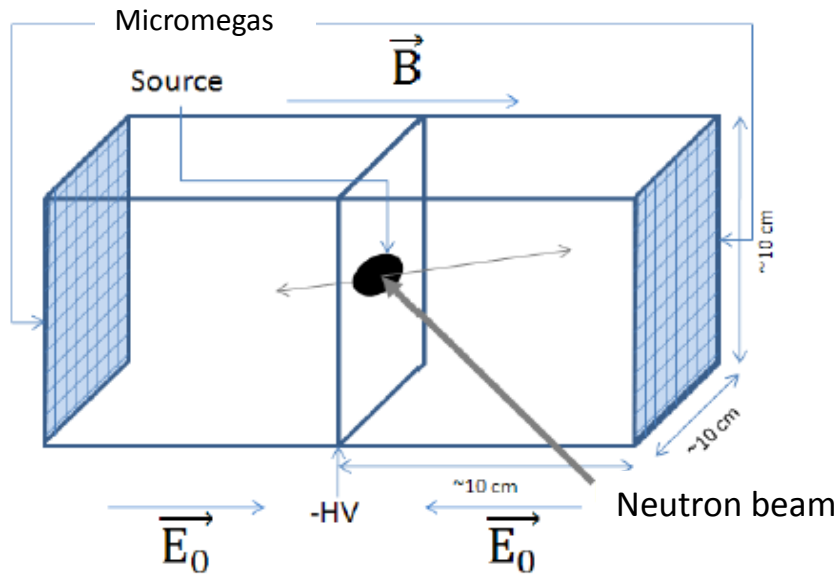 Micromegas
B
Source
~10 cm
~10 cm
~10 cm
-HV
E₀
E₀
Neutron beam